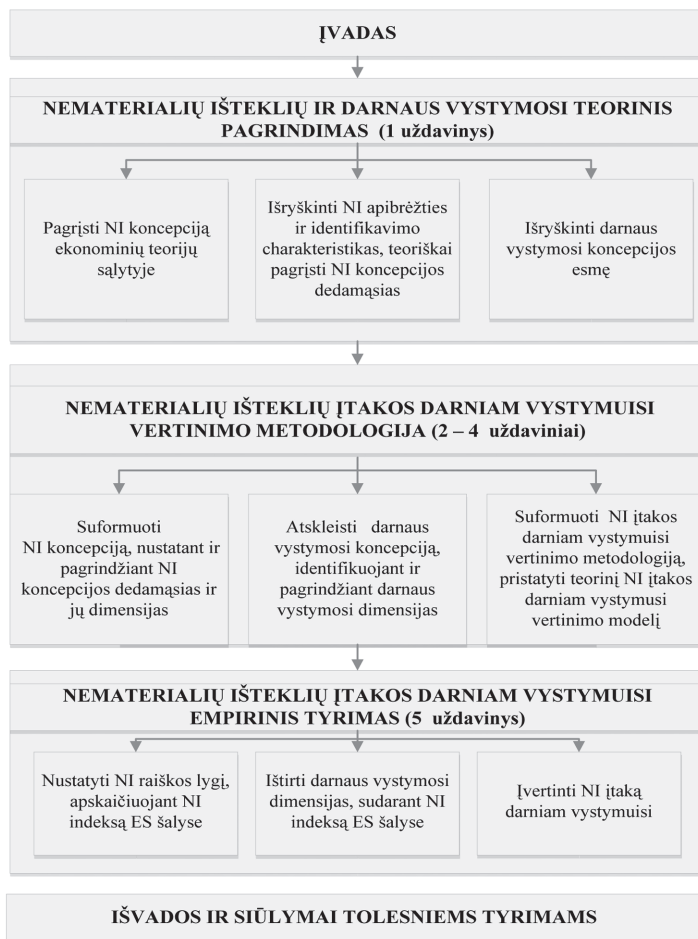 ĮVADAS
NEMATERIALIŲ IŠTEKLIŲ IR DARNAUS VYSTYMOSI TEORINIS
PAGRINDIMAS (1 uždavinys)
Pagrįsti NI koncepciją
ekonominių teorijų
sąlytyje
Išryškinti NI apibrėžties
ir identifikavimo
charakteristikas, teoriškai
pagrįsti NI koncepcijos
dedamąsias
Išryškinti darnaus
vystymosi koncepcijos
esmę
NEMATERIALIŲ IŠTEKLIŲ ĮTAKOS DARNIAM VYSTYMUISI
VERTINIMO METODOLOGIJA (2 – 4 uždaviniai)
Suformuoti
NI koncepciją, nustatant ir
pagrindžiant NI
koncepcijos dedamąsias ir
jų dimensijas
Atskleisti darnaus
vystymosi koncepciją,
identifikuojant ir
pagrindžiant darnaus
vystymosi dimensijas
Suformuoti NI įtakos
darniam vystymuisi
vertinimo metodologiją,
pristatyti teorinį NI įtakos
darniam vystymusi
vertinimo modelį
NEMATERIALIŲ IŠTEKLIŲ ĮTAKOS DARNIAM VYSTYMUISI
EMPIRINIS TYRIMAS (5 uždavinys)
Nustatyti NI raiškos lygį,
apskaičiuojant NI
indeksą ES šalyse
Ištirti darnaus vystymosi
dimensijas, sudarant NI
indeksą ES šalyse
Įvertinti NI įtaką
darniam vystymuisi
IŠVADOS IR SIŪLYMAI TOLESNIEMS TYRIMAMS